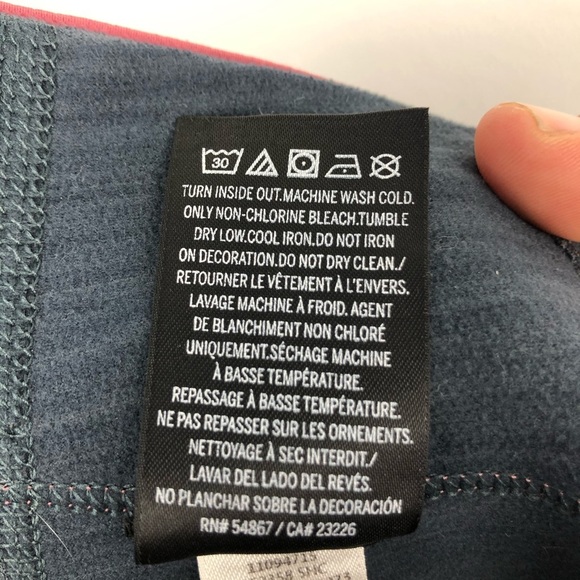 30
TURN INSIDE OUT.MACHINE WASH COLD.
ONLY NON-CHLORINE BLEACH.TUMBLE
DRY LOW.COOL IRON.DO NOT IRON
ON DECORATION.DO NOT DRY CLEAN./
RETOURNER LE VÊTEMENT À L'ENVERS.
LAVAGE MACHINE À FROID. AGENT
DE BLANCHIMENT NON CHLORÉ
UNIQUEMENT.SÉCHAGE MACHINE
À BASSE TEMPÉRATURE.
REPASSAGE À BASSE TEMPÉRATURE.
NE PAS REPASSER SUR LES ORNEMENTS.
NETTOYAGE À SEC INTERDIT./
LAVAR DEL LADO DEL REVÉS.
NO PLANCHAR SOBRE LA DECORACIÓN
RN# 54867 / CA# 23226
SMC